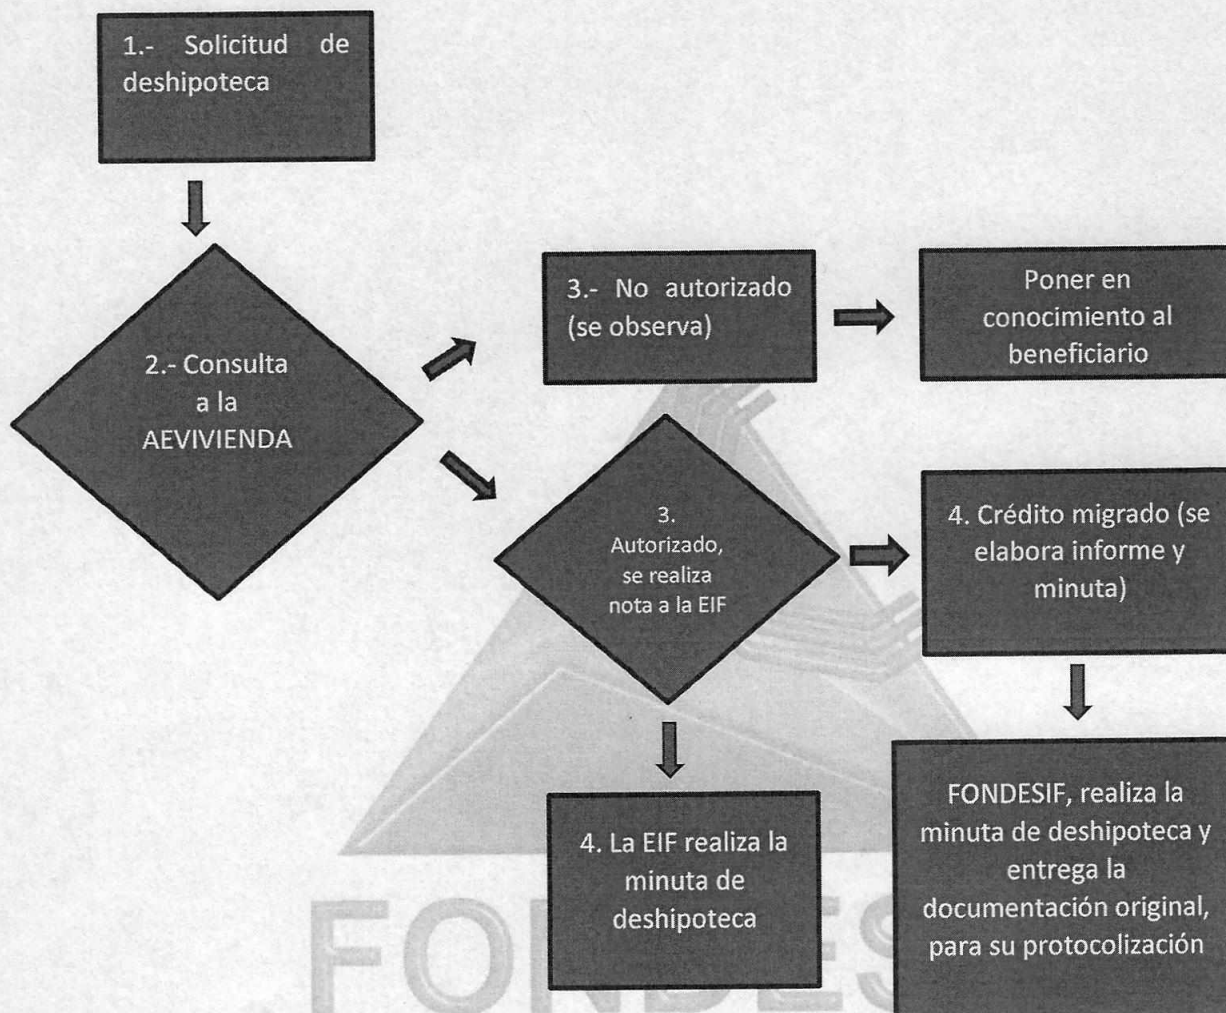 1.- Solicitud de
deshipoteca
2.- Consulta
a la
AEVIVIENDA
3.- No autorizado
(se observa)
Poner en
conocimiento al
beneficiario
3.
Autorizado,
se realiza
nota a la EIF
4. Crédito migrado (se
elabora informe y
minuta)
4. La EIF realiza la
minuta de
deshipoteca
FONDESIF, realiza la
minuta de deshipoteca y
entrega la
documentación original,
para su protocolización
FONDES